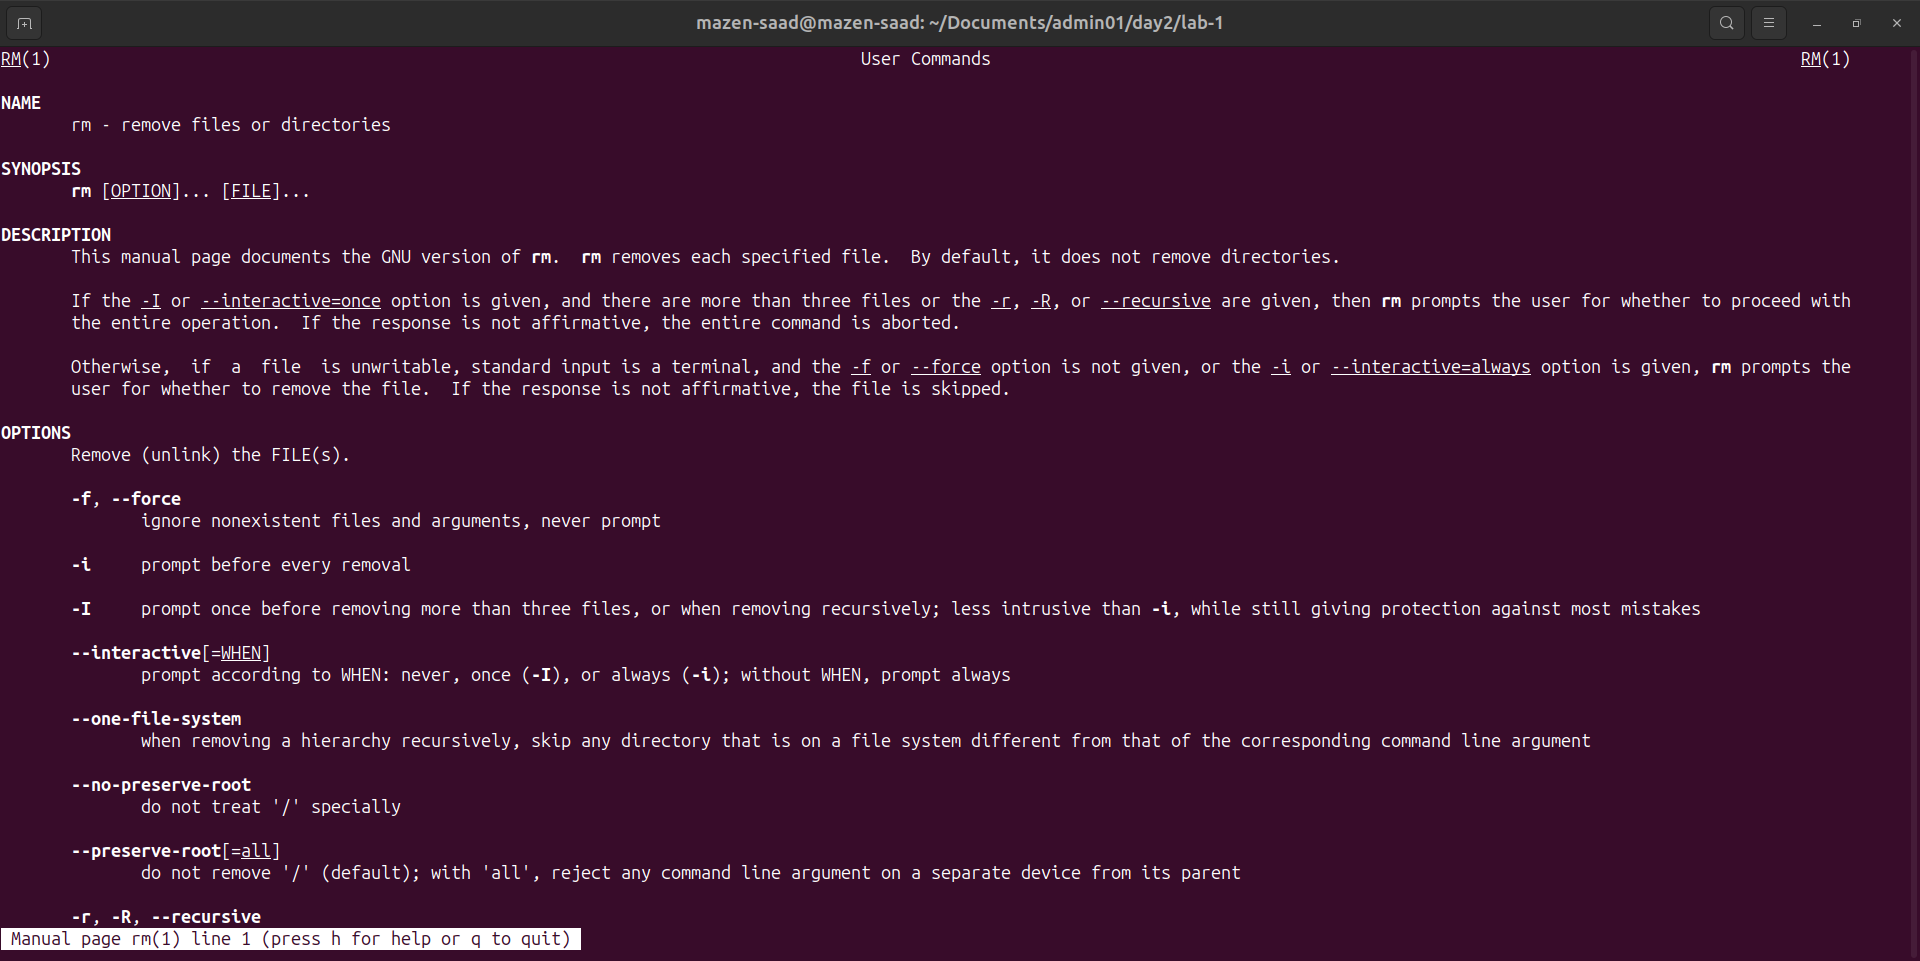 mazen-saad@mazen-saad: ~/Documents/admin01/day2/lab-1
RM(1) User Commands RM(1)
NAME
rm - remove files or directories
SYNOPSIS
rm [OPTION]... [FILE]...
DESCRIPTION
This manual page documents the GNU version of rm. rm removes each specified file. By default, it does not remove directories.
If the -I or --interactive=once option is given, and there are more than three files or the -r, -R, or --recursive are given, then rm prompts the user for whether to proceed with
the entire operation. If the response is not affirmative, the entire command is aborted.
Otherwise, if a file is unwritable, standard input is a terminal, and the -f or --force option is not given, or the -i or --interactive=always option is given, rm prompts the
user for whether to remove the file. If the response is not affirmative, the file is skipped.
OPTIONS
Remove (unlink) the FILE(s).
-f, --force
ignore nonexistent files and arguments, never prompt
-i prompt before every removal
-I prompt once before removing more than three files, or when removing recursively; less intrusive than -i, while still giving protection against most mistakes
--interactive[=WHEN]
prompt according to WHEN: never, once (-I), or always (-i); without WHEN, prompt always
--one-file-system
when removing a hierarchy recursively, skip any directory that is on a file system different from that of the corresponding command line argument
--no-preserve-root
do not treat '/' specially
--preserve-root[=all]
do not remove '/' (default); with 'all', reject any command line argument on a separate device from its parent
-r, -R, --recursive
Manual page rm(1) line 1 (press h for help or q to quit)